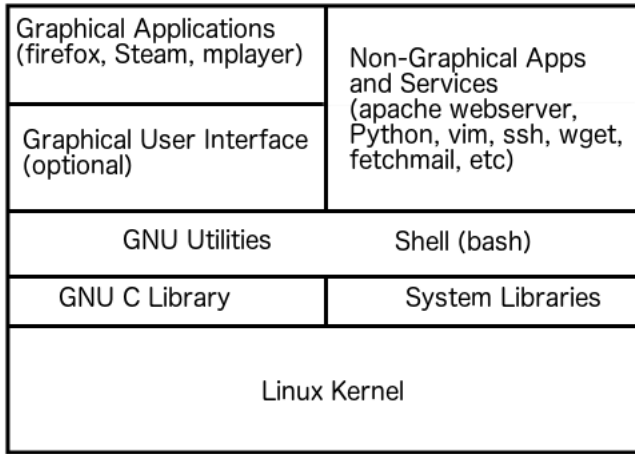 Graphical Applications
(firefox, Steam, mplayer)
Non-Graphical Apps
and Services
(apache webserver,
Python, vim, ssh, wget,
fetchmail, etc)
Graphical User Interface
(optional)
GNU Utilities
Shell (bash)
GNU C Library
System Libraries
Linux Kernel